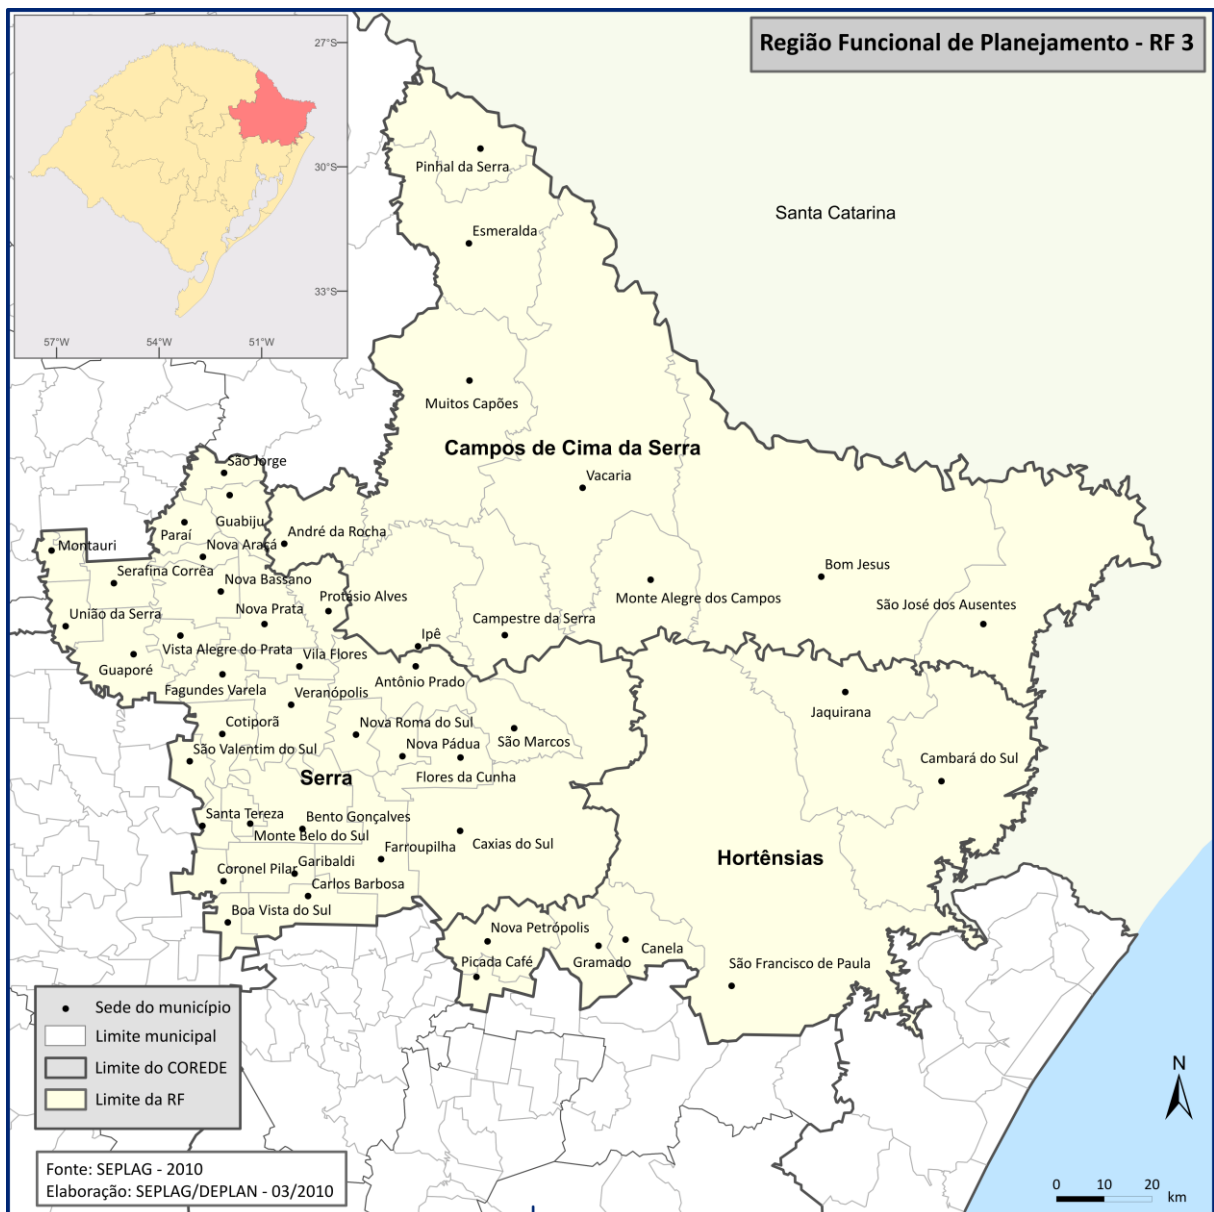 Região Funcional de Planejamento - RF 3
27°S
30°S
33°S
57°W
54°W
51°W
Santa Catarina
Pinhal da Serra
Esmeralda
Muitos Capões
Campos de Cima da Serra
Vacaria
São Jorge
Guabiju
Paraí
André da Rocha
Nova Araçá
Montauri
Serafina Corrêa
Nova Bassano
Protásio Alves
Bom Jesus
Monte Alegre dos Campos
São José dos Ausentes
União da Serra
Nova Prata
Campestre da Serra
Ipê
Vista Alegre do Prata
Vila Flores
Guaporé
Antônio Prado
Fagundes Varela
Veranópolis
Jaquirana
Cotiporã
Nova Roma do Sul
São Marcos
Nova Pádua
São Valentim do Sul
Flores da Cunha
Cambará do Sul
Serra
Santa Tereza
Bento Gonçalves
Monte Belo do Sul
Caxias do Sul
Farroupilha
Hortênsias
Garibaldi
Coronel Pilar
Carlos Barbosa
Boa Vista do Sul
Nova Petrópolis
Canela
Picada Café
Gramado
São Francisco de Paula
Sede do município
Limite municipal
Limite do COREDE
Limite da RF
N
Fonte: SEPLAG - 2010
Elaboração: SEPLAG/DEPLAN - 03/2010
0 10 20
km